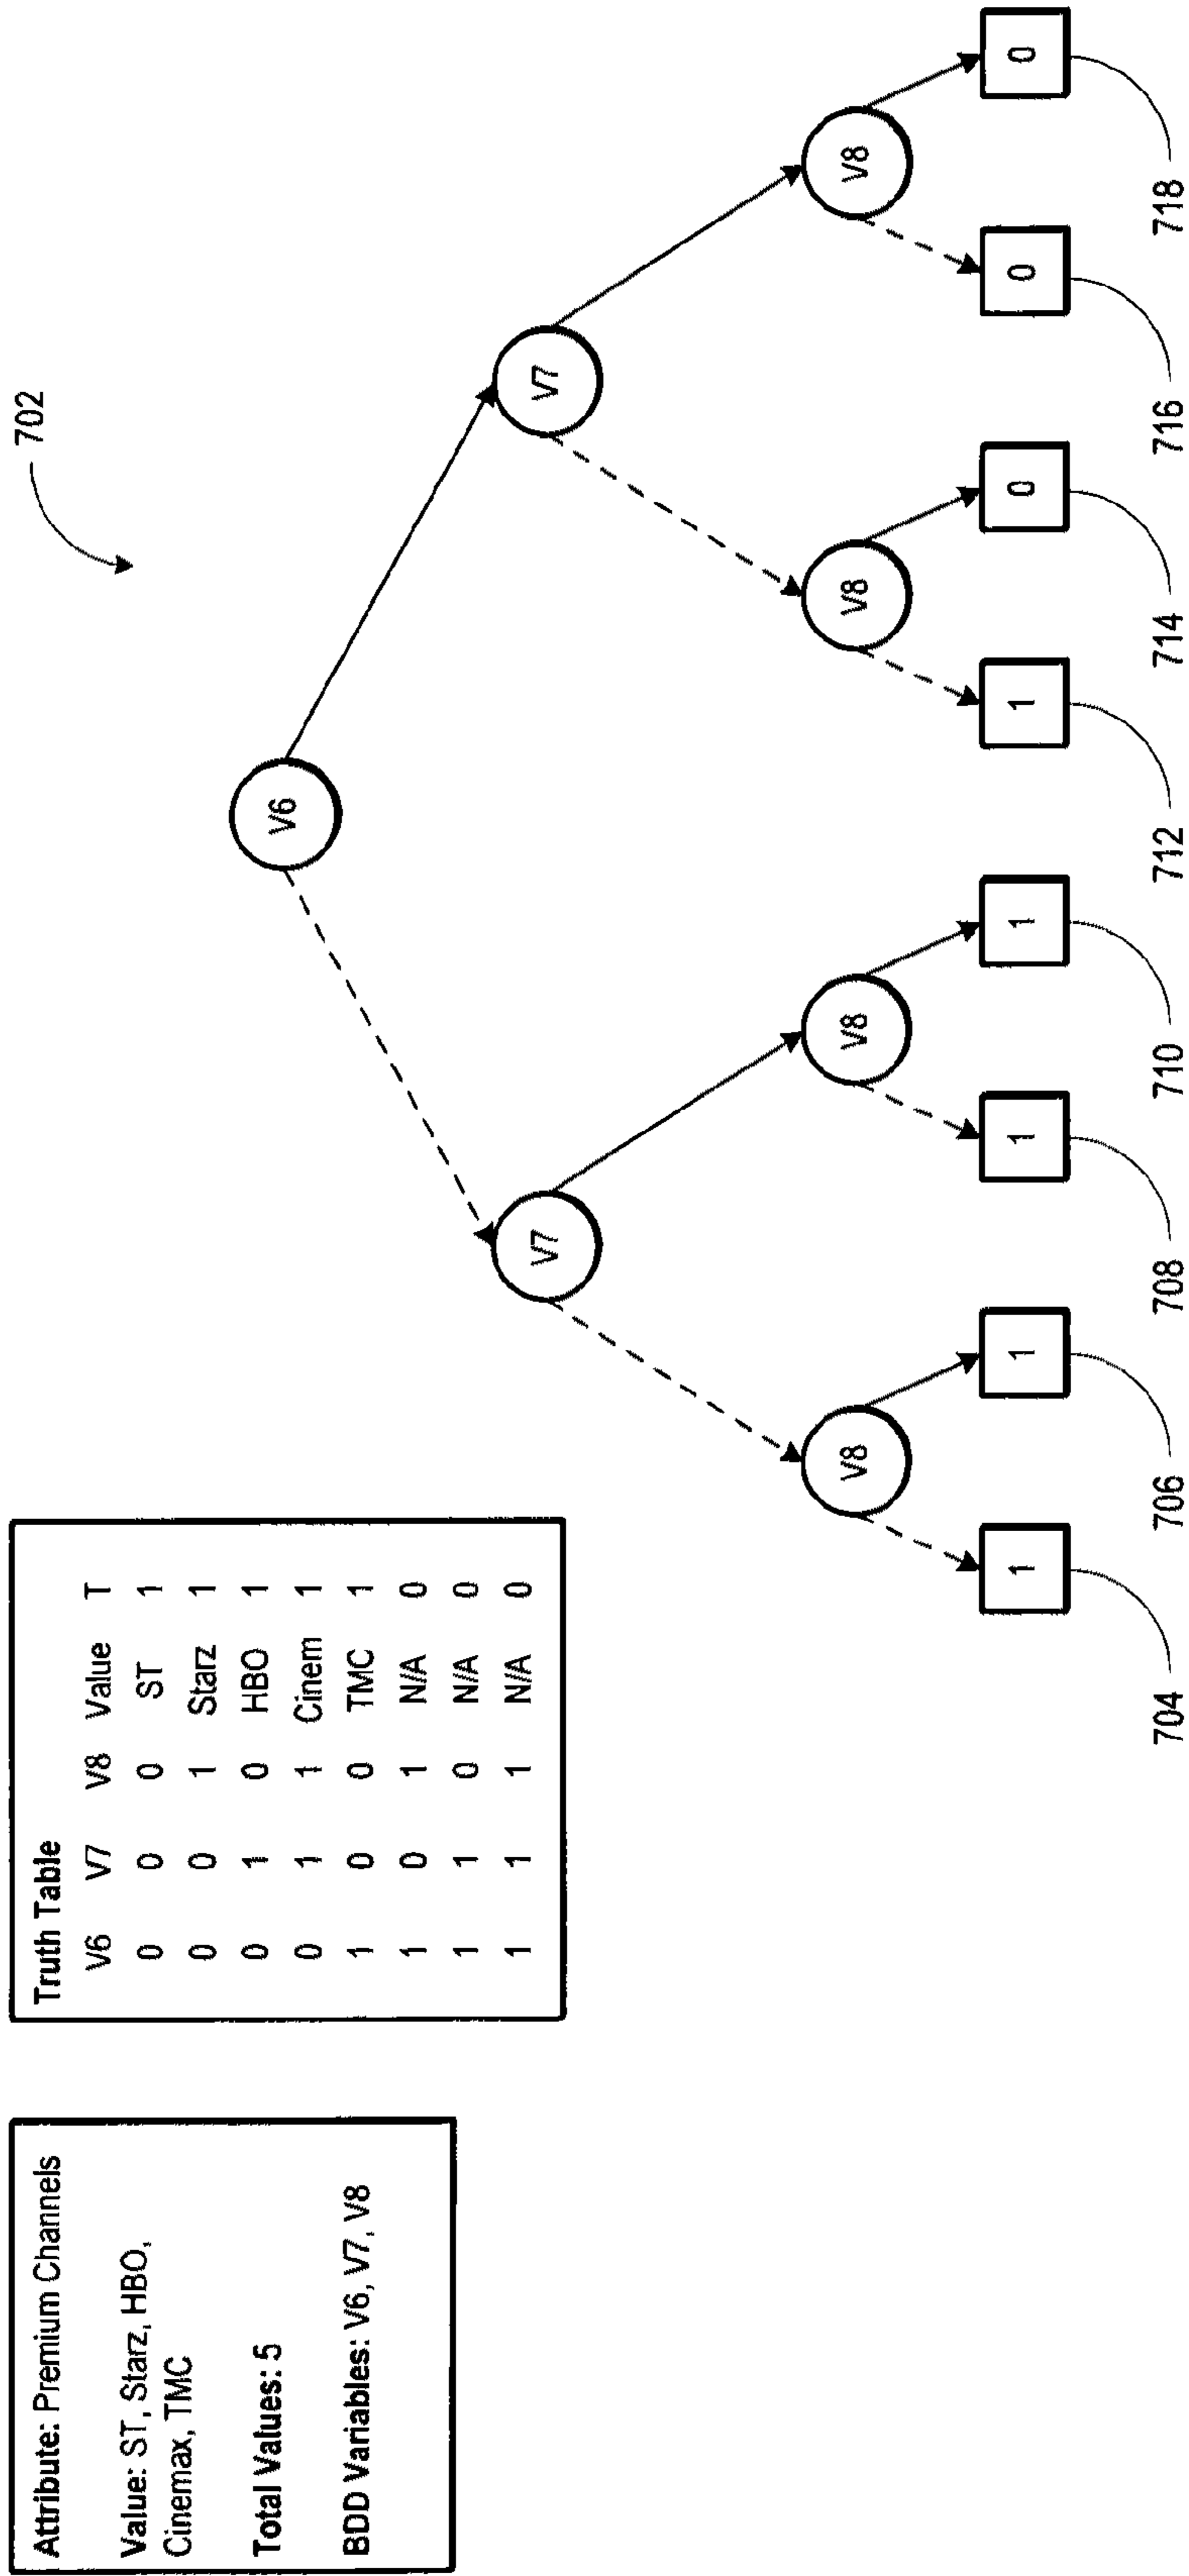 Attribute: Premium Channels
Value: ST, Starz, HBO,
Cinemax, TMC
Total Values: 5
BDD Variables: V6, V7, V8
Truth Table
V6 V7 V8 Value T
0 0 0 ST 1
0 0 1 Starz 1
0 1 0 HBO 1
0 1 1 Cinem 1
1 0 0 TMC 1
1 0 1 N/A 0
1 1 0 N/A 0
1 1 1 N/A 0
702
V6
V7 V7
V8 V8 V8 V8
1 1 1 1 1 0 0 0
704 706 708 710 712 714 716 718